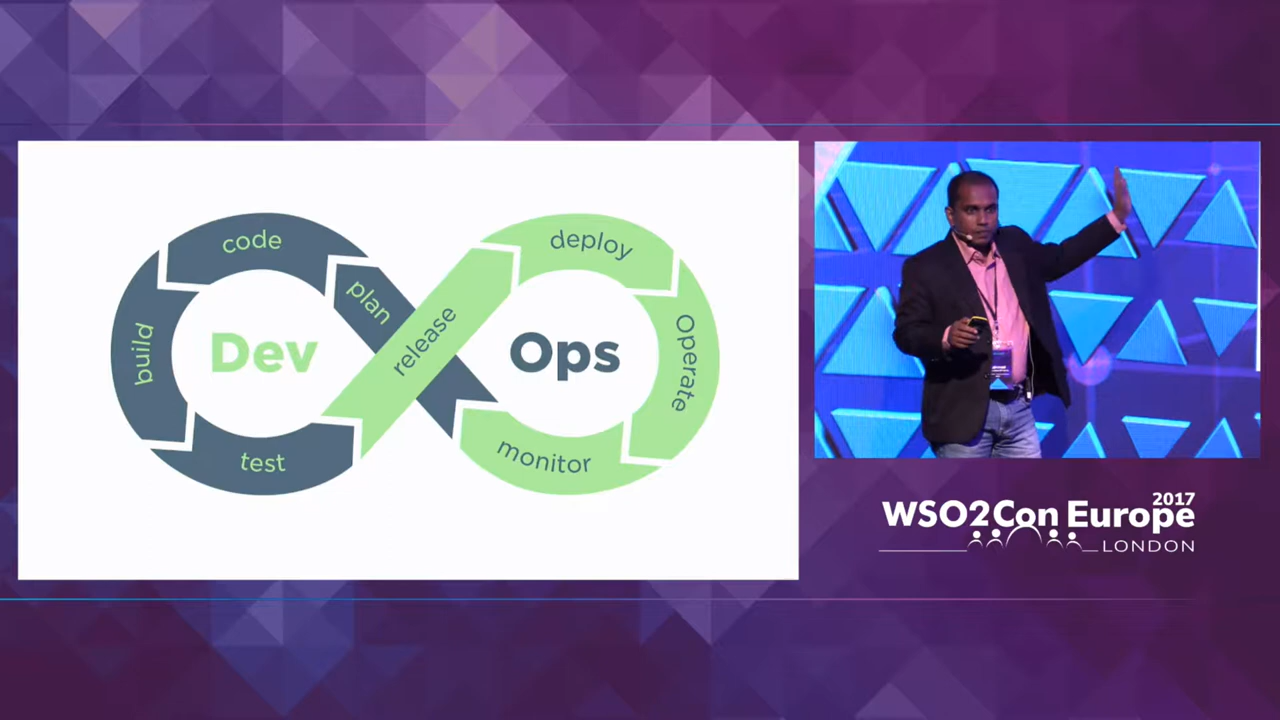 code
plan
build
Dev
test
release
deploy
Ops
Operate
monitor
2017
WSO2Con Europe
LONDON